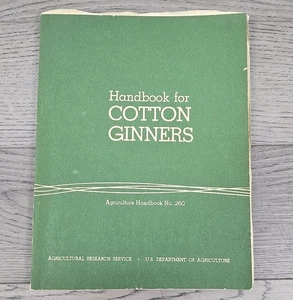 Handbook for
COTTON
GINNERS
Agriculture Handbook No. 260
AGRICULTURAL RESEARCH SERVICE • U.S. DEPARTMENT OF AGRICULTURE